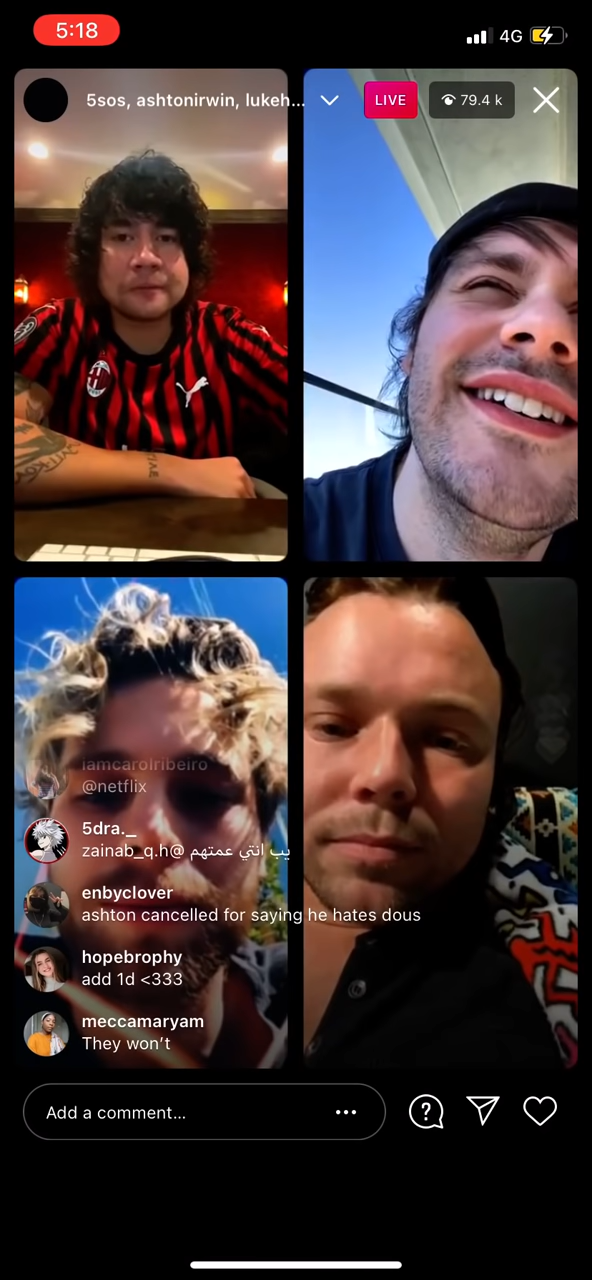 5:18
4G
5sos, ashtonirwin, lukeh...
LIVE
79.4 k
iamcarolribeiro
@netflix
5dra._
zainab_q.h@ يب انتي عمتهم
enbyclover
ashton cancelled for saying he hates dous
hopebrophy
add 1d <333
meccamaryam
They won't
Add a comment...